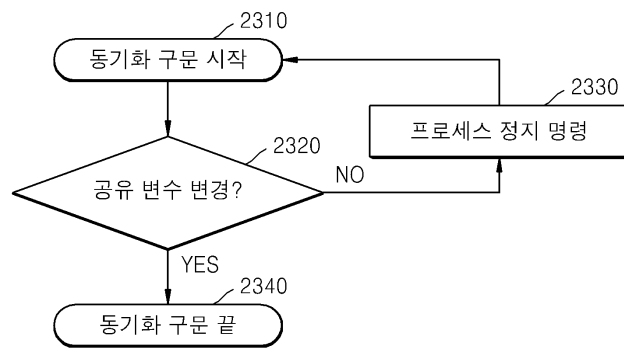 2310
동기화 구문 시작
2330
프로세스 정지 명령
2320
공유 변수 변경?
NO
YES
2340
동기화 구문 끝